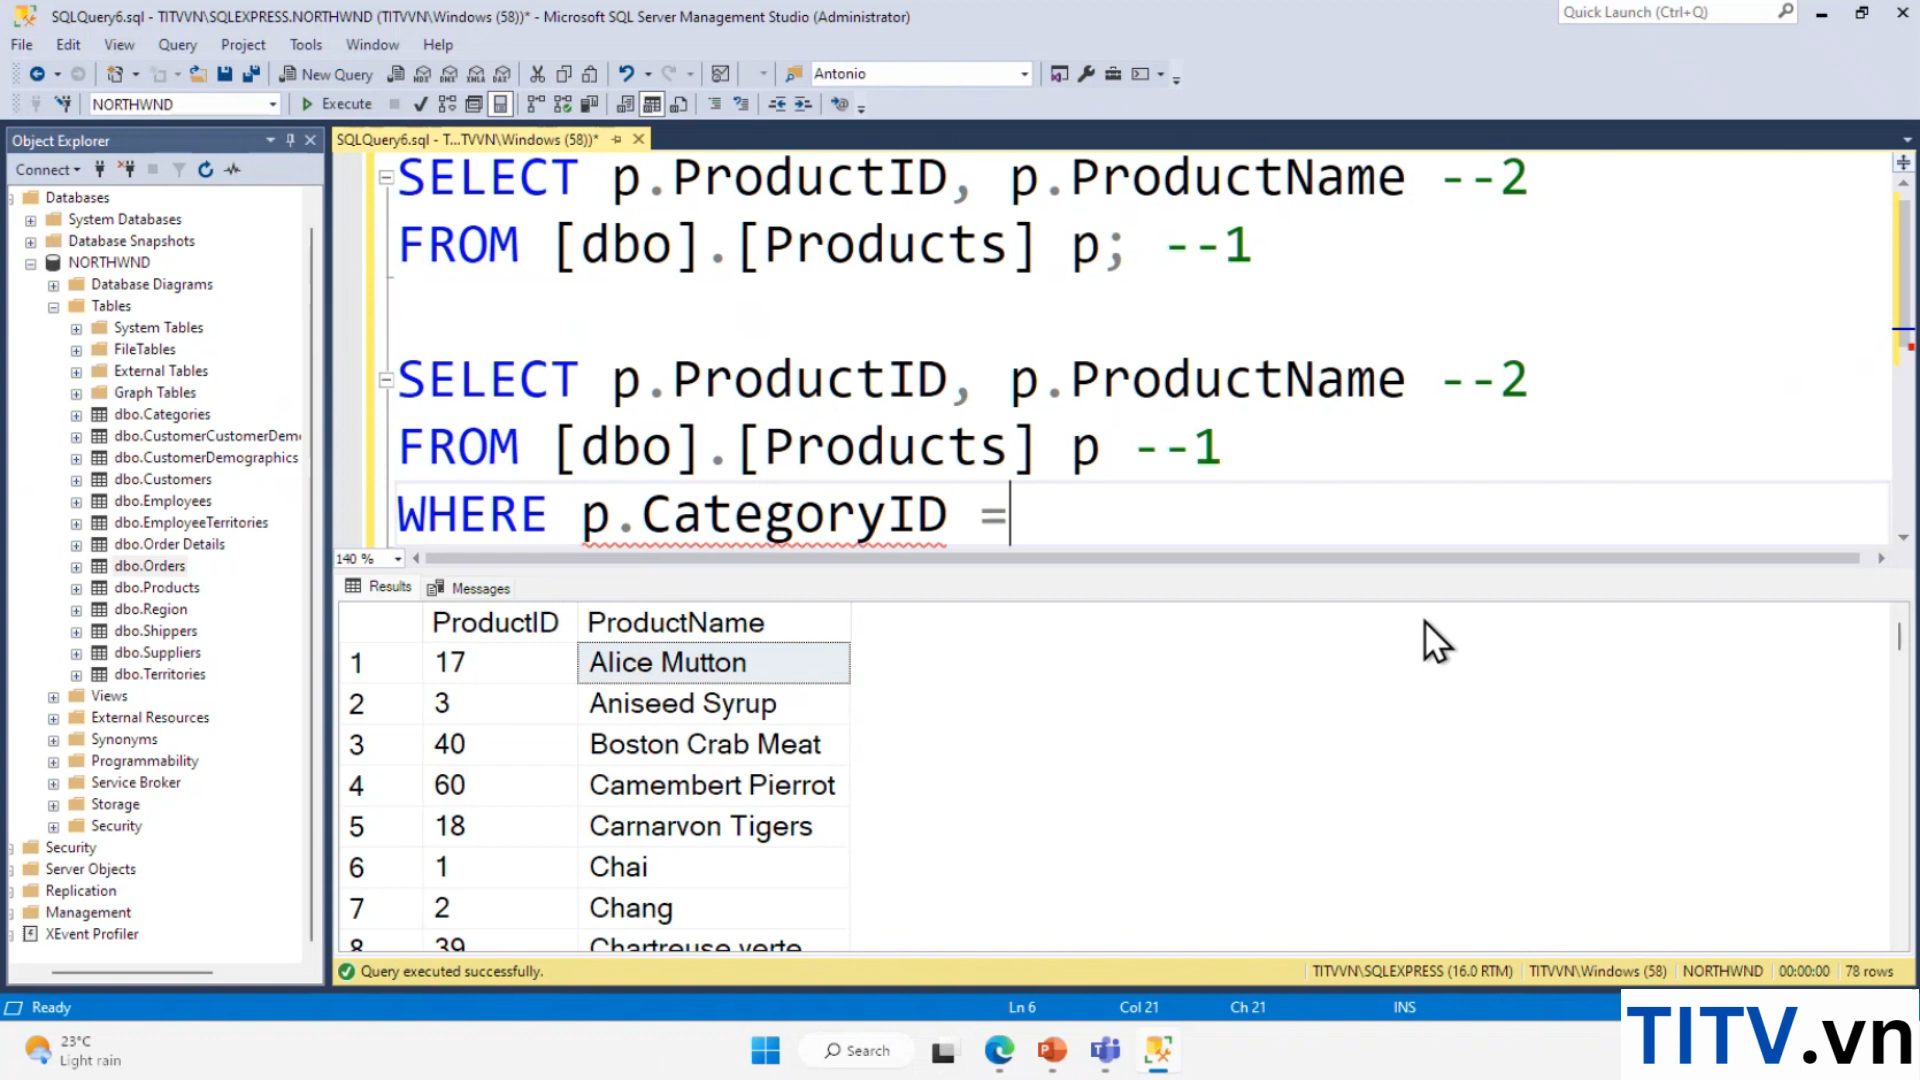 SQLQuery6.sql - TITVVN\SQLEXPRESS.NORTHWND (TITVVN\Windows (58))* - Microsoft SQL Server Management Studio (Administrator)
Quick Launch (Ctrl+Q)
File Edit View Query Project Tools Window Help
New Query
Antonio
NORTHWND
Execute
Object Explorer
SQLQuery6.sql - T...TVVN\Windows (58))*
Connect
Databases
System Databases
Database Snapshots
NORTHWND
Database Diagrams
Tables
System Tables
FileTables
External Tables
Graph Tables
dbo.Categories
dbo.CustomerCustomerDem
dbo.CustomerDemographics
dbo.Customers
dbo.Employees
dbo.EmployeeTerritories
dbo.Order Details
dbo.Orders
dbo.Products
dbo.Region
dbo.Shippers
dbo.Suppliers
dbo.Territories
Views
External Resources
Synonyms
Programmability
Service Broker
Storage
Security
Security
Server Objects
Replication
Management
XEvent Profiler
SELECT p.ProductID, p.ProductName --2
FROM [dbo].[Products] p; --1
SELECT p.ProductID, p.ProductName --2
FROM [dbo].[Products] p --1
WHERE p.CategoryID =
140 %
Results Messages
ProductID ProductName
1 17 Alice Mutton
2 3 Aniseed Syrup
3 40 Boston Crab Meat
4 60 Camembert Pierrot
5 18 Carnarvon Tigers
6 1 Chai
7 2 Chang
8 39 Chartreuse verte
Query executed successfully.
TITVVN\SQLEXPRESS (16.0 RTM) TITVVN\Windows (58) NORTHWND 00:00:00 78 rows
Ready
Ln 6 Col 21 Ch 21 INS
TITV.vn
23°C
Light rain
Search